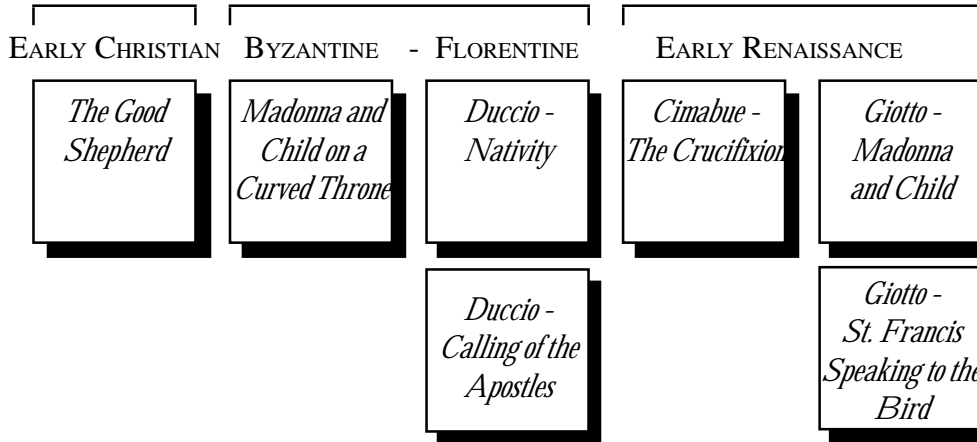 EARLY CHRISTIAN
BYZANTINE - FLORENTINE
EARLY RENAISSANCE
The Good
Shepherd
Madonna and
Child on a
Curved Throne
Duccio -
Nativity
Cimabue -
The Crucifixion
Giotto -
Madonna
and Child
Duccio -
Calling of the
Apostles
Giotto -
St. Francis
Speaking to the
Bird